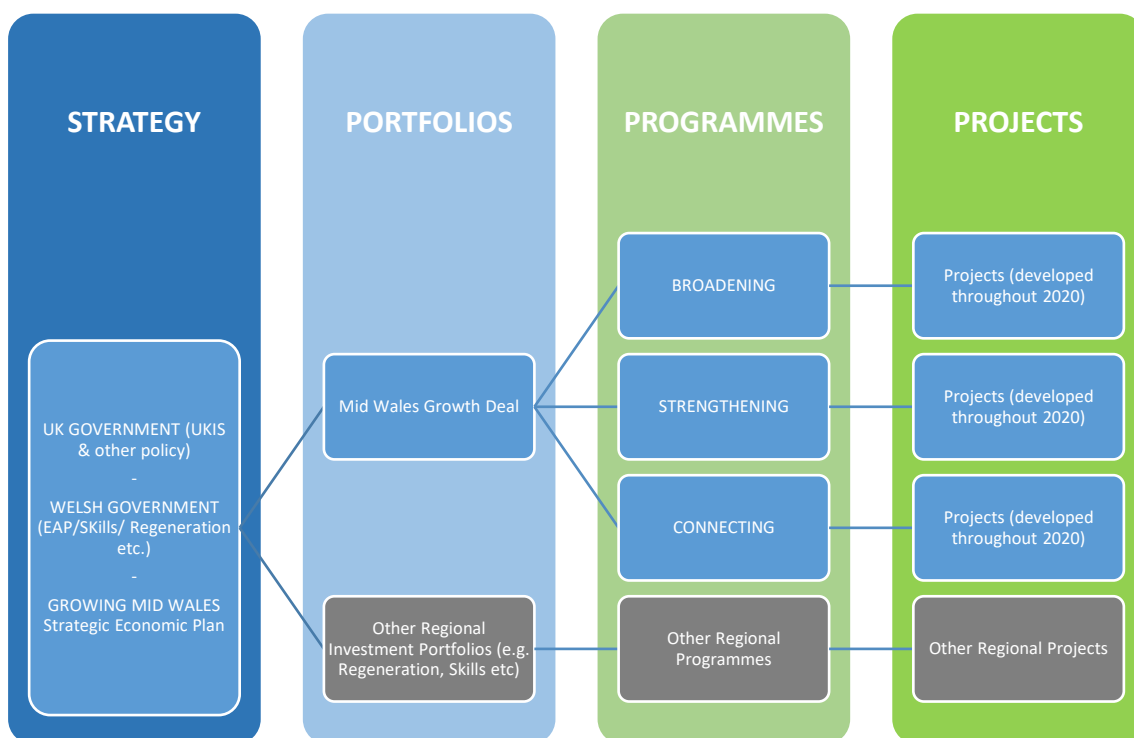 STRATEGY
PORTFOLIOS
PROGRAMMES
PROJECTS
UK GOVERNMENT (UKIS
& other policy)
-
WELSH GOVERNMENT
(EAP/SKills/ Regeneration
etc.)
-
GROWING MID WALES
Strategic Economic Plan
Mid Wales Growth Deal
Other Regional
Investment Portfolios (e.g.
Regeneration, Skills etc)
BROADENING
STRENGTHENING
CONNECTING
Other Regional
Programmes
Projects (developed
throughout 2020)
Projects (developed
throughout 2020)
Projects (developed
throughout 2020)
Other Regional Projects